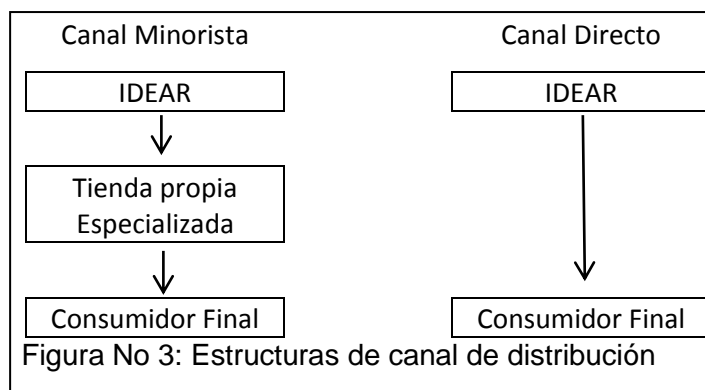 Canal Minorista
IDEAR
Tienda propia
Especializada
Consumidor Final
Canal Directo
IDEAR
Consumidor Final
Figura No 3: Estructuras de canal de distribución